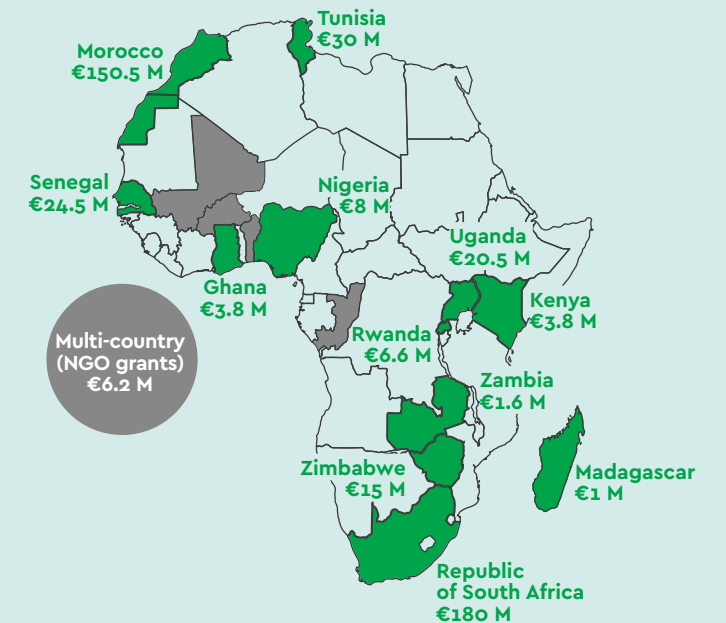 Tunisia
€30 M
Morocco
€150.5 M
Senegal
€24.5 M
Nigeria
€8 M
Uganda
€20.5 M
Ghana
€3.8 M
Kenya
€3.8 M
Multi-country
(NGO grants)
€6.2 M
Rwanda
€6.6 M
Zambia
€1.6 M
Zimbabwe
€15 M
Madagascar
€1 M
Republic
of South Africa
€180 M